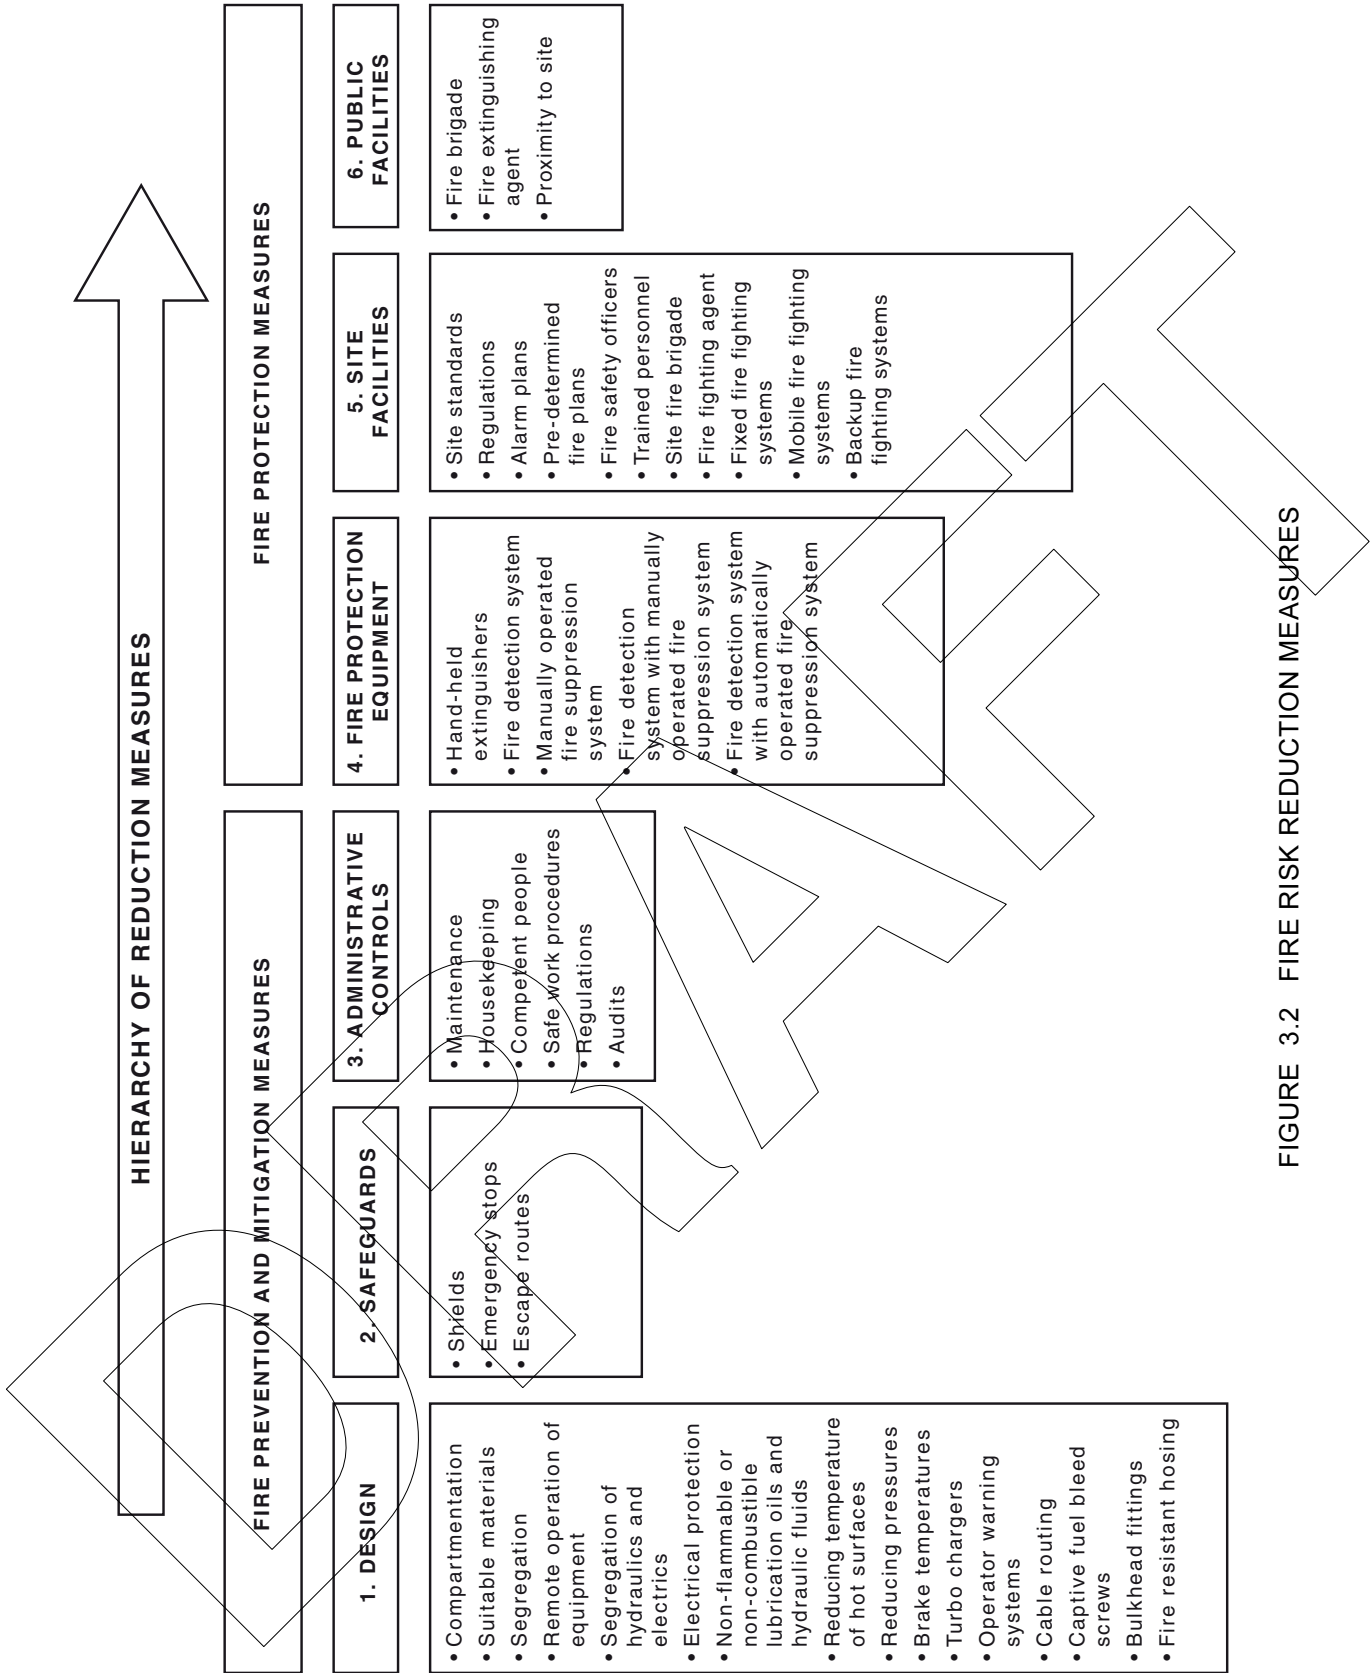 HIERARCHY OF REDUCTION MEASURES
FIRE PREVENTION AND MITIGATION MEASURES
FIRE PROTECTION MEASURES
1. DESIGN
• Compartmentation
• Suitable materials
• Segregation
• Remote operation of
equipment
• Segregation of
hydraulics and
electrics
• Electrical protection
• Non-flammable or
non-combustible
lubrication oils and
hydraulic fluids
• Reducing temperature
of hot surfaces
• Reducing pressures
• Brake temperatures
• Turbo chargers
• Operator warning
systems
• Cable routing
• Captive fuel bleed
screws
• Bulkhead fittings
• Fire resistant hosing
2. SAFEGUARDS
• Shields
• Emergency stops
• Escape routes
3. ADMINISTRATIVE
CONTROLS
• Maintenance
• Housekeeping
• Competent people
• Safe work procedures
• Regulations
• Audits
4. FIRE PROTECTION
EQUIPMENT
• Hand-held
extinguishers
• Fire detection system
• Manually operated
fire suppression
system
• Fire detection
system with manually
operated fire
suppression system
• Fire detection system
with automatically
operated fire
suppression system
5. SITE
FACILITIES
• Site standards
• Regulations
• Alarm plans
• Pre-determined
fire plans
• Fire safety officers
• Trained personnel
• Site fire brigade
• Fire fighting agent
• Fixed fire fighting
systems
• Mobile fire fighting
systems
• Backup fire
fighting systems
6. PUBLIC
FACILITIES
• Fire brigade
• Fire extinguishing
agent
• Proximity to site
FIGURE 3.2 FIRE RISK REDUCTION MEASURES
DRAFT